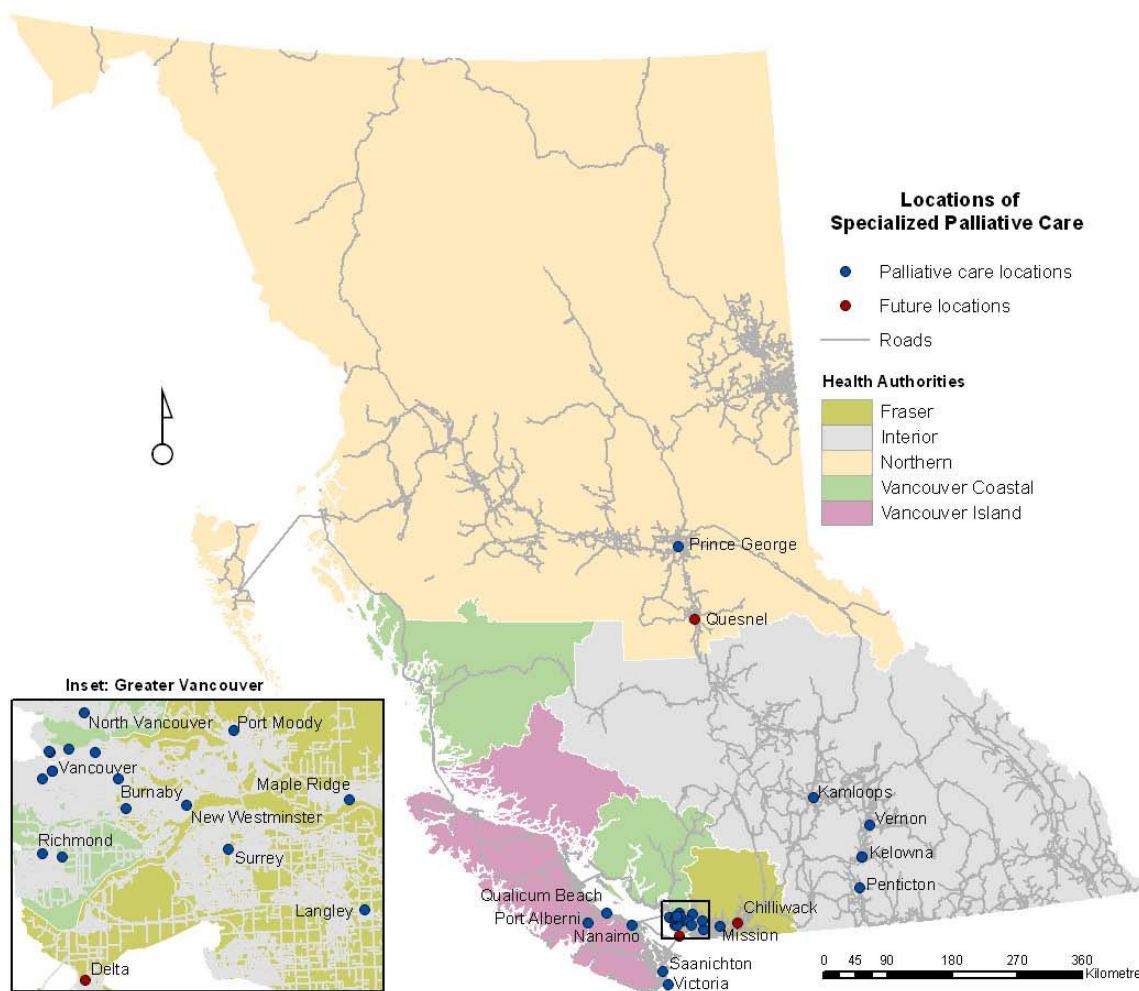 Locations of
Specialized Palliative Care
Palliative care locations
Future locations
Roads
Health Authorities
Fraser
Interior
Northern
Vancouver Coastal
Vancouver Island
Prince George
Quesnel
Kamloops
Vernon
Kelowna
Penticton
Qualicum Beach
Port Alberni
Nanaimo
Chilliwack
Mission
Saanichton
Victoria
Inset: Greater Vancouver
North Vancouver
Port Moody
Vancouver
Burnaby
Maple Ridge
New Westminster
Richmond
Surrey
Langley
Delta
0 45 90 180 270 360
Kilometre